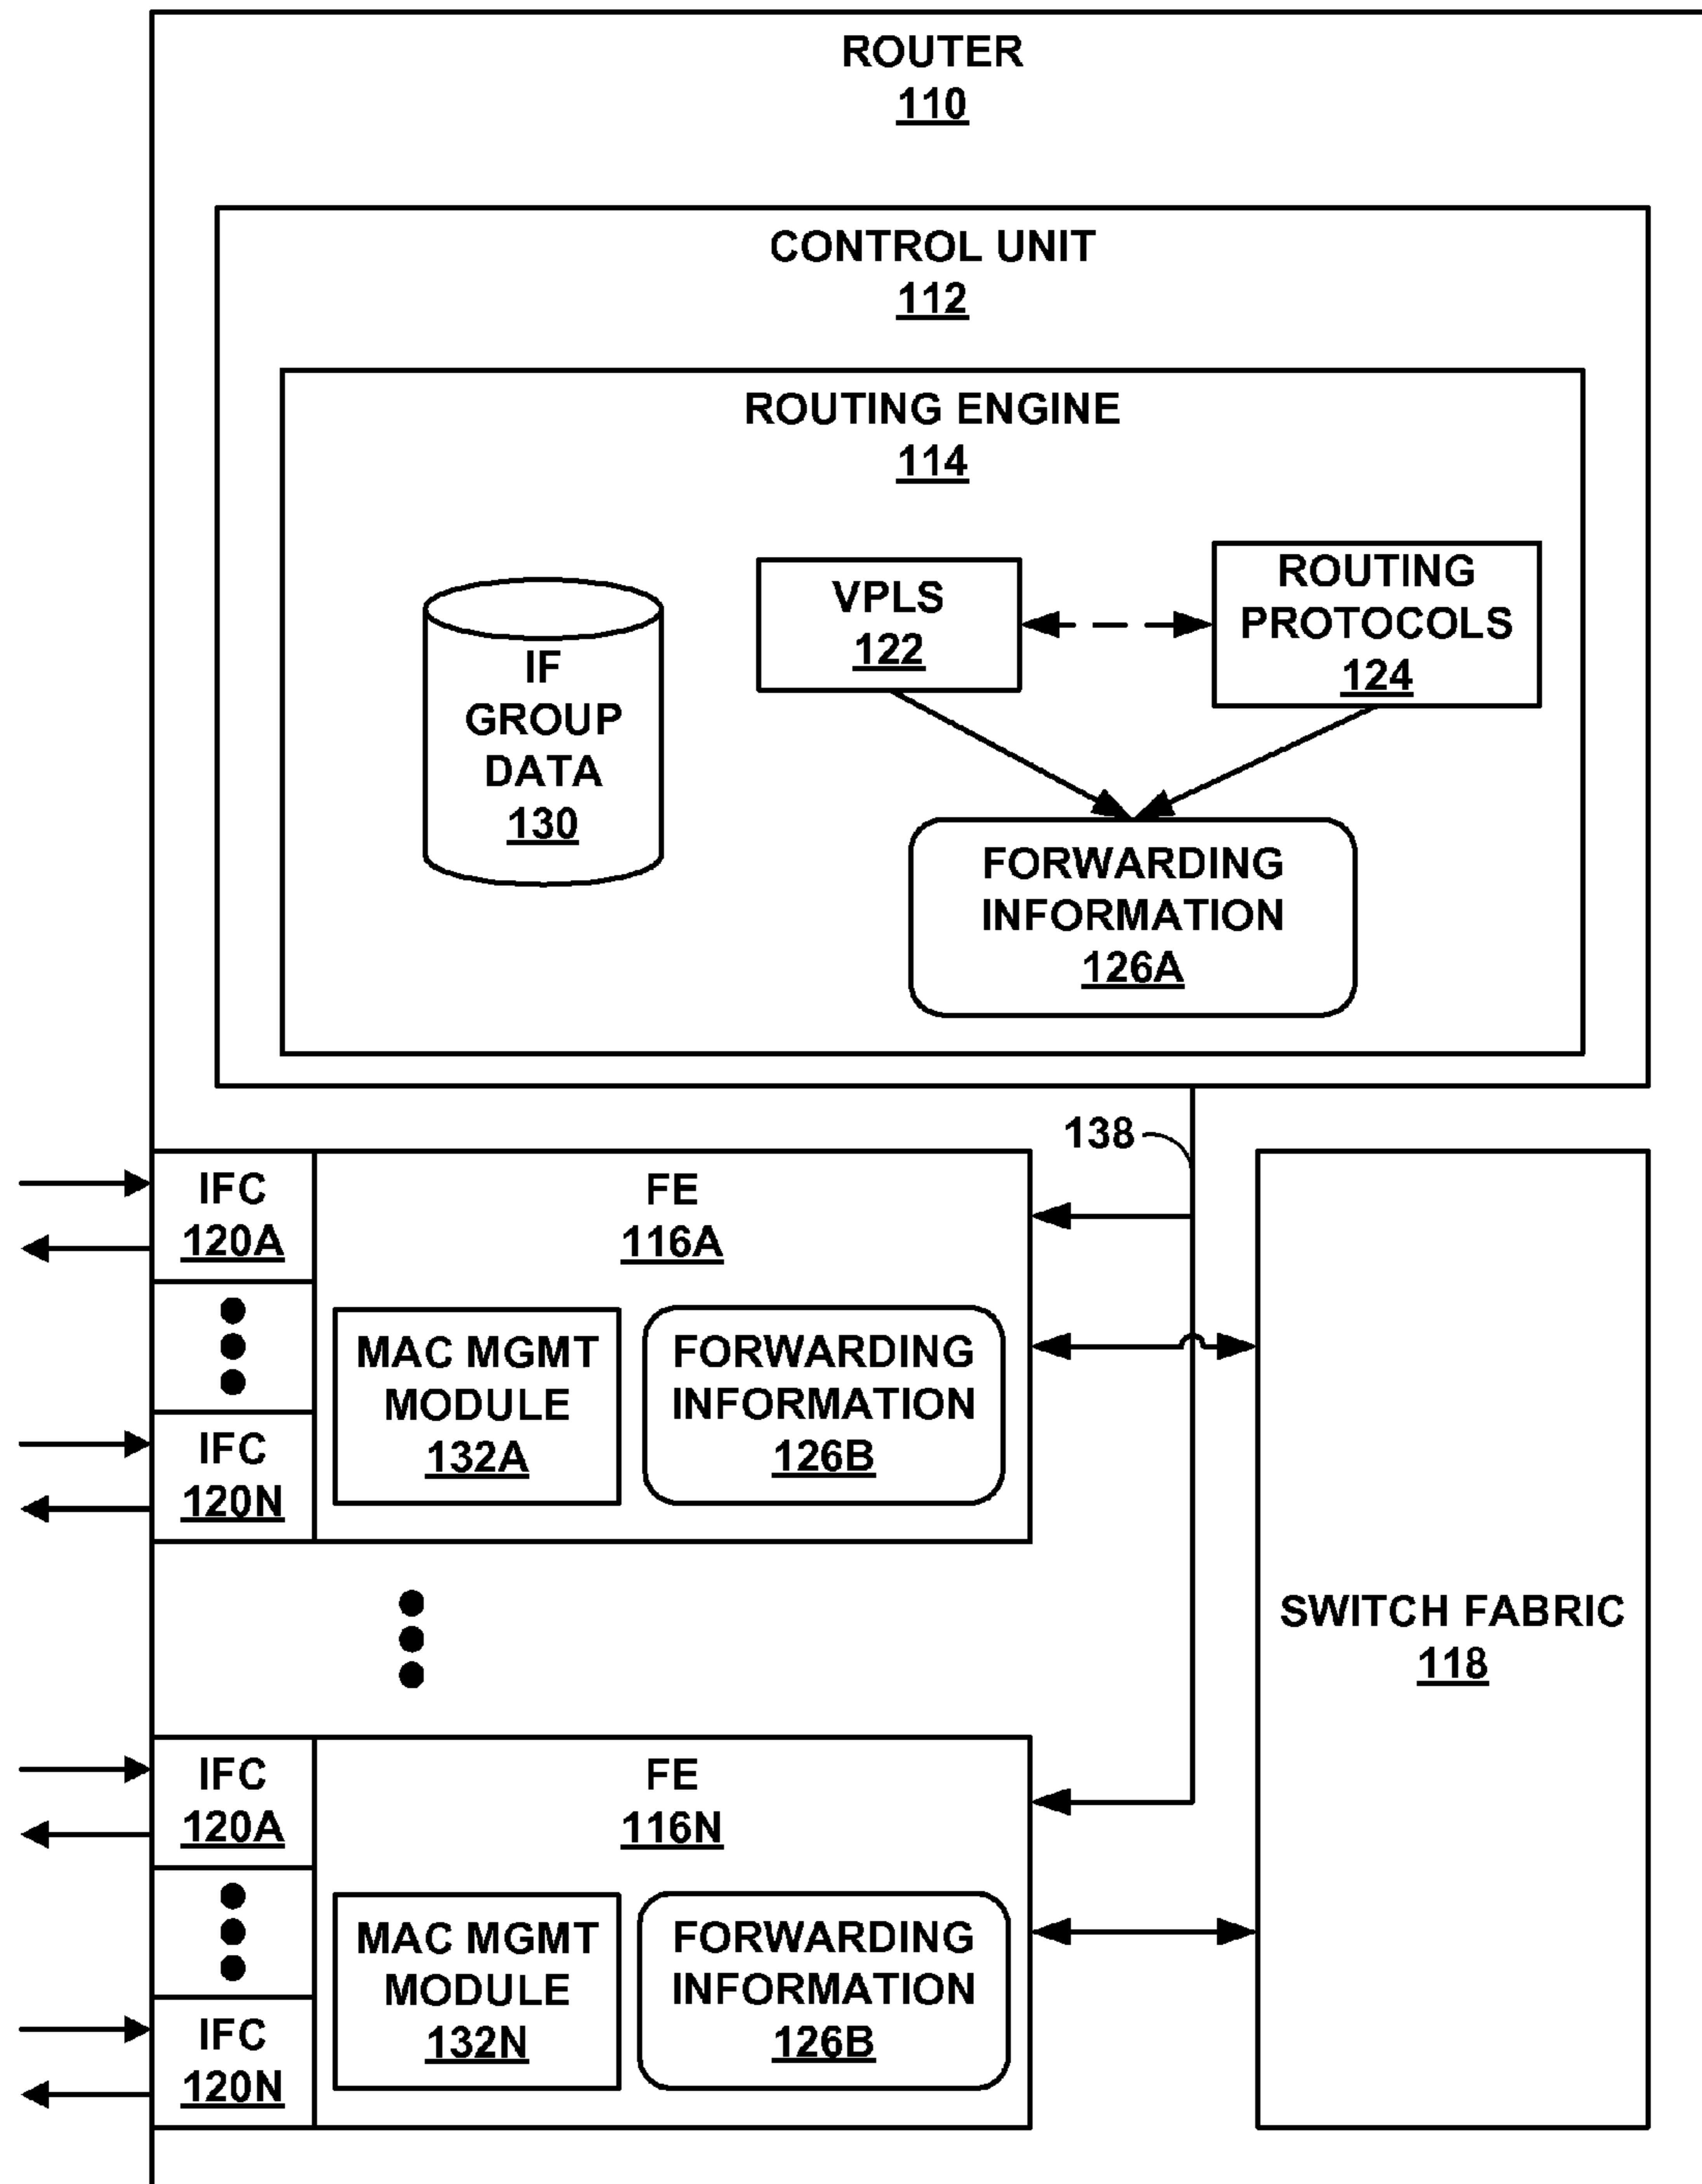 ROUTER
110
CONTROL UNIT
112
ROUTING ENGINE
114
IF
GROUP
DATA
130
VPLS
122
ROUTING
PROTOCOLS
124
FORWARDING
INFORMATION
126A
138
IFC
120A
IFC
120N
FE
116A
MAC MGMT
MODULE
132A
FORWARDING
INFORMATION
126B
SWITCH FABRIC
118
IFC
120A
IFC
120N
FE
116N
MAC MGMT
MODULE
132N
FORWARDING
INFORMATION
126B